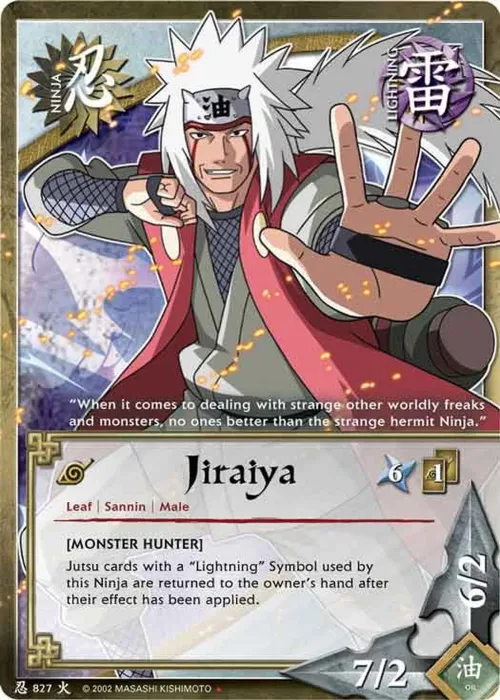 忍
NINJA
雷
LIGHTNING
油
"When it comes to dealing with strange other worldly freaks
and monsters, no ones better than the strange hermit Ninja."
Jiraiya
6
1
Leaf | Sannin | Male
[MONSTER HUNTER]
Jutsu cards with a "Lightning" Symbol used by
this Ninja are returned to the owner's hand after
their effect has been applied.
6/2
7/2
油
OIL
忍 827 火 © 2002 MASASHI KISHIMOTO